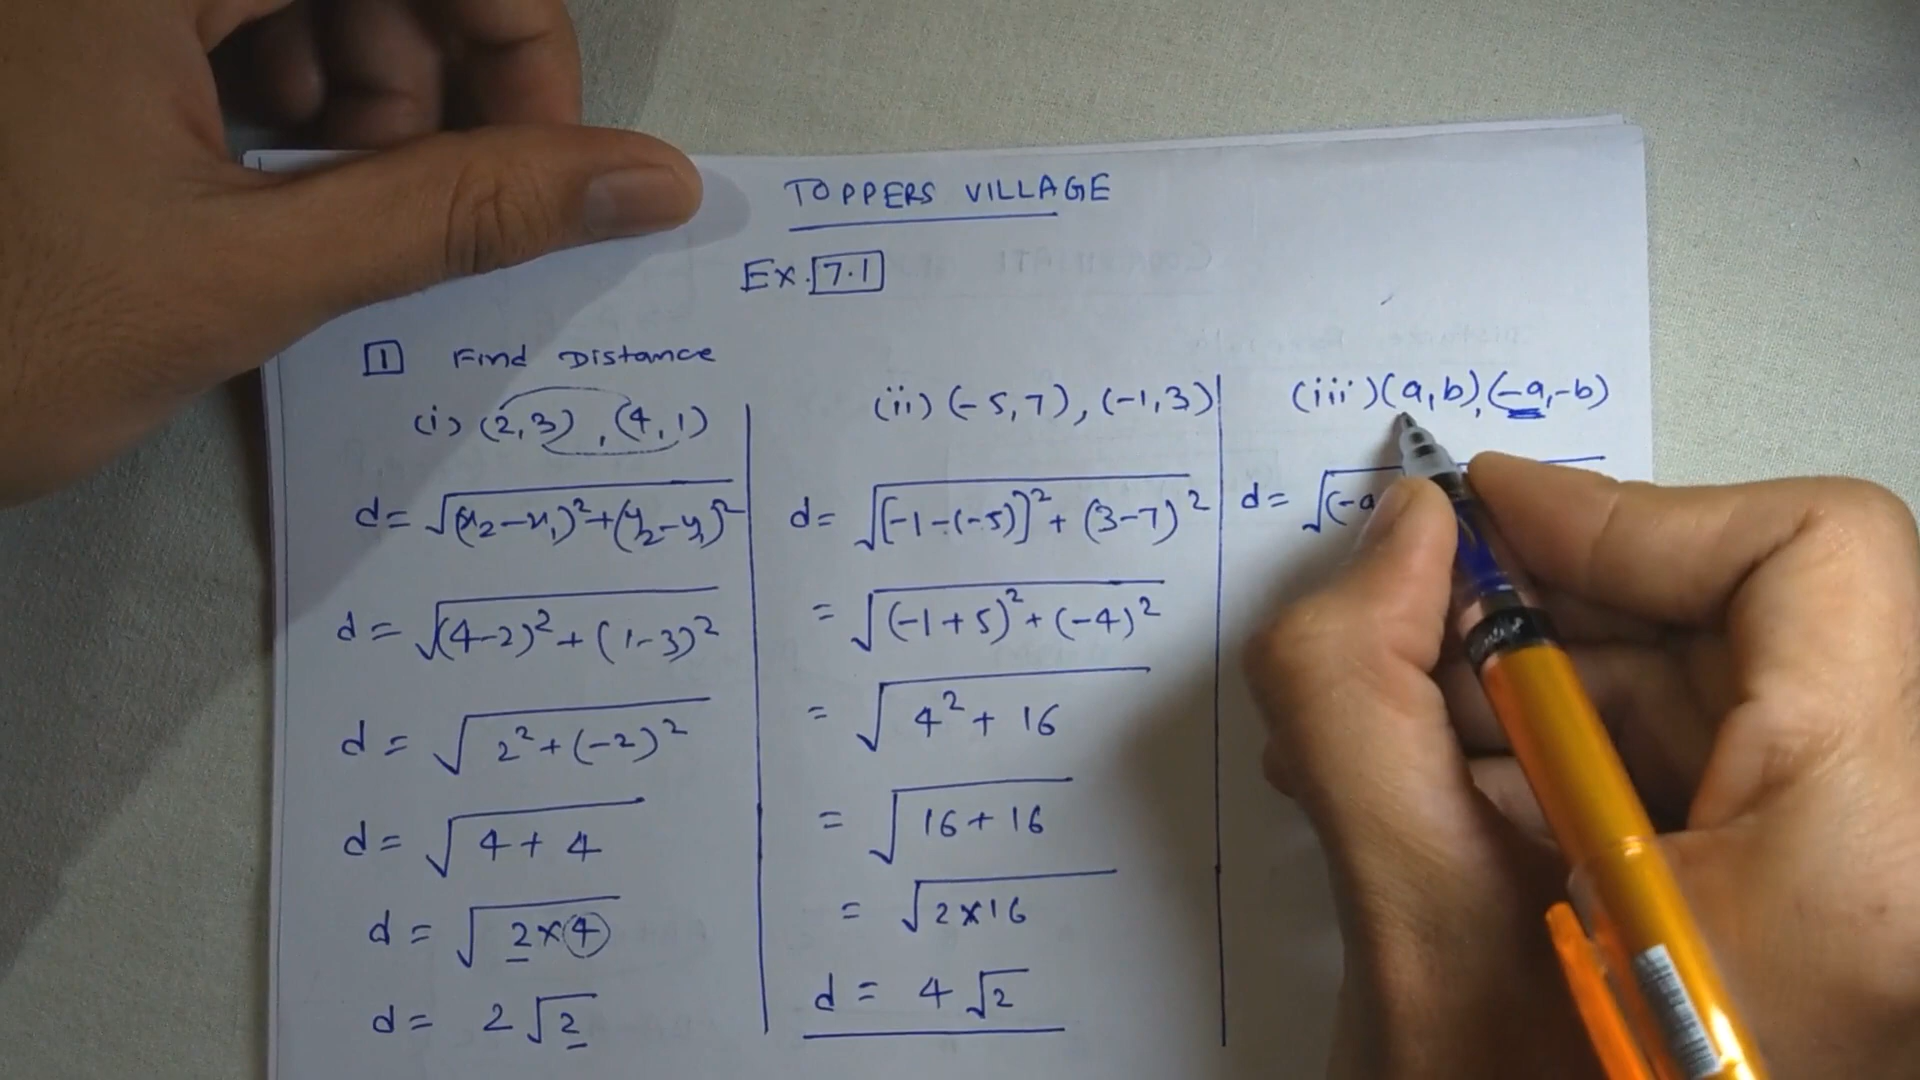 TOPPERS VILLAGE
Ex. 7.1
1 Find Distance
(i) (2,3) , (4,1)
d = √(x₂-x₁)²+(y₂-y₁)²
d = √(4-2)² + (1-3)²
d = √2² + (-2)²
d = √4 + 4
d = √2×4
d = 2√2
(ii) (-5,7) , (-1,3)
d = √[-1-(-5)]² + (3-7)²
= √(-1+5)² + (-4)²
= √4² + 16
= √16 + 16
= √2×16
d = 4√2
(iii) (a,b), (-a,-b)
d = √(-a